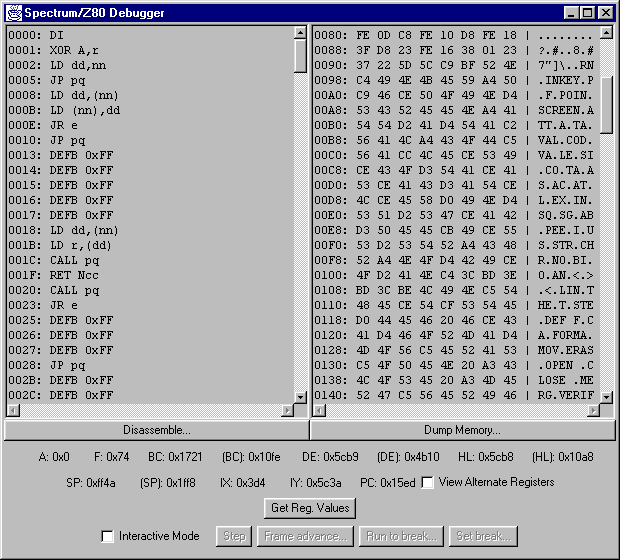 Spectrum/Z80 Debugger
0000: DI
0001: XOR A,r
0002: LD dd,nn
0005: JP pq
0008: LD dd,(nn)
000B: LD (nn),dd
000E: JR e
0010: JP pq
0013: DEFB 0xFF
0014: DEFB 0xFF
0015: DEFB 0xFF
0016: DEFB 0xFF
0017: DEFB 0xFF
0018: LD dd,(nn)
001B: LD r,(dd)
001C: CALL pq
001F: RET Ncc
0020: CALL pq
0023: JR e
0025: DEFB 0xFF
0026: DEFB 0xFF
0027: DEFB 0xFF
0028: JP pq
002B: DEFB 0xFF
002C: DEFB 0xFF
0080: FE 0D C8 FE 10 D8 FE 18 | ........
0088: 3F D8 23 FE 16 38 01 23 | ?.#..8.#
0090: 37 22 5D 5C C9 BF 52 4E | 7"]\..RN
0098: C4 49 4E 4B 45 59 A4 50 | .INKEY.P
00A0: C9 46 CE 50 4F 49 4E D4 | .F.POIN.
00A8: 53 43 52 45 45 4E A4 41 | SCREEN.A
00B0: 54 54 D2 41 D4 54 41 C2 | TT.A.TA.
00B8: 56 41 4C A4 43 4F 44 C5 | VAL.COD.
00C0: 56 41 CC 4C 45 CE 53 49 | VA.LE.SI
00C8: CE 43 4F D3 54 41 CE 41 | .CO.TA.A
00D0: 53 CE 41 43 D3 41 54 CE | S.AC.AT.
00D8: 4C CE 45 58 D0 49 4E D4 | L.EX.IN.
00E0: 53 51 D2 53 47 CE 41 42 | SQ.SG.AB
00E8: D3 50 45 45 CB 49 CE 55 | .PEE.I.U
00F0: 53 D2 53 54 52 A4 43 48 | S.STR.CH
00F8: 52 A4 4E 4F D4 42 49 CE | R.NO.BI.
0100: 4F D2 41 4E C4 3C BD 3E | O.AN.<.>
0108: BD 3C BE 4C 49 4E C5 54 | .<.LIN.T
0110: 48 45 CE 54 CF 53 54 45 | HE.T.STE
0118: D0 44 45 46 20 46 CE 43 | .DEF F.C
0120: 41 D4 46 4F 52 4D 41 D4 | A.FORMA.
0128: 4D 4F 56 C5 45 52 41 53 | MOV.ERAS
0130: C5 4F 50 45 4E 20 A3 43 | .OPEN .C
0138: 4C 4F 53 45 20 A3 4D 45 | LOSE .ME
0140: 52 47 C5 56 45 52 49 46 | RG.VERIF
Disassemble...
Dump Memory...
A: 0x0 F: 0x74 BC: 0x1721 (BC): 0x10fe DE: 0x5cb9 (DE): 0x4b10 HL: 0x5cb8 (HL): 0x10a8
SP: 0xff4a (SP): 0x1ff8 IX: 0x3d4 IY: 0x5c3a PC: 0x15ed View Alternate Registers
Get Reg. Values
Interactive Mode Step Frame advance... Run to break... Set break...